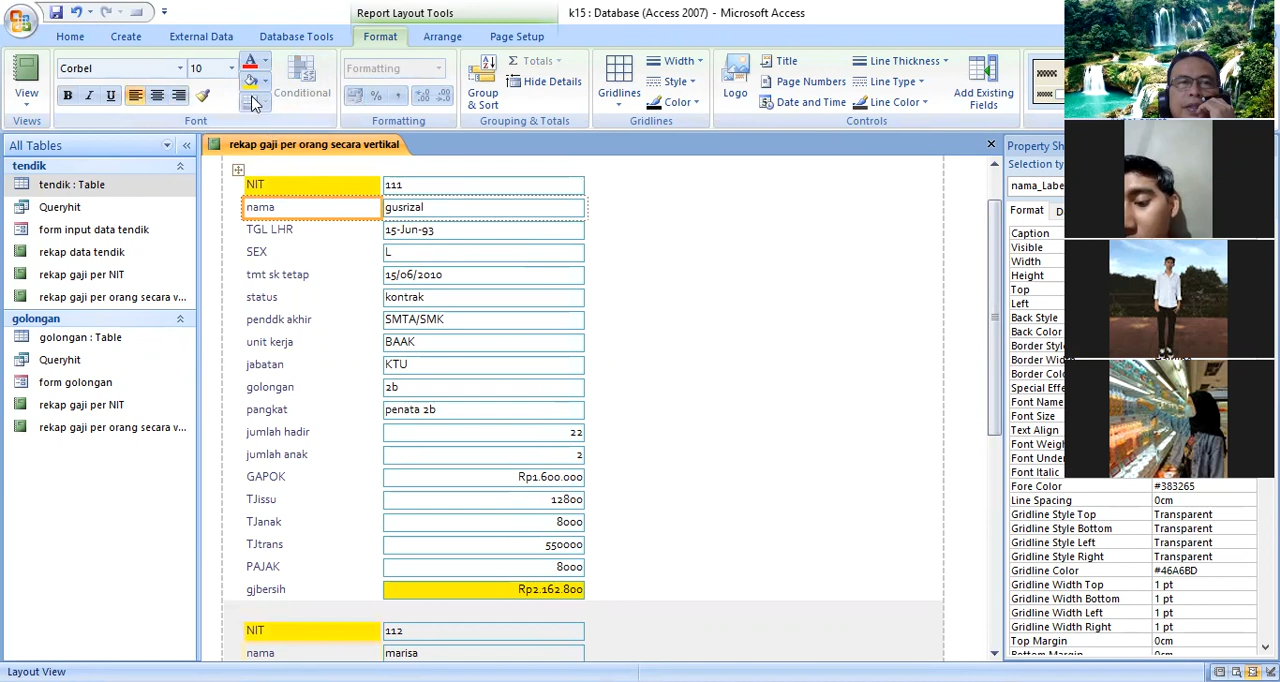 Report Layout Tools
k15 : Database (Access 2007) - Microsoft Access
Home Create External Data Database Tools Format Arrange Page Setup
View
Views
Corbel 10
A
B I U
Conditional
Font
Formatting
%
Formatting
Group & Sort
Σ Totals
Hide Details
Grouping & Totals
Gridlines
Width
Style
Color
Gridlines
Logo
Title
Page Numbers
Date and Time
Line Thickness
Line Type
Line Color
Add Existing Fields
Controls
All Tables
tendik
tendik : Table
Queryhit
form input data tendik
rekap data tendik
rekap gaji per NIT
rekap gaji per orang secara v...
golongan
golongan : Table
Queryhit
form golongan
rekap gaji per NIT
rekap gaji per orang secara v...
rekap gaji per orang secara vertikal
NIT 111
nama gusrizal
TGL LHR 15-Jun-93
SEX L
tmt sk tetap 15/06/2010
status kontrak
penddk akhir SMTA/SMK
unit kerja BAAK
jabatan KTU
golongan 2b
pangkat penata 2b
jumlah hadir 22
jumlah anak 2
GAPOK Rp1.600.000
TJissu 12800
TJanak 8000
TJtrans 550000
PAJAK 8000
gjbersih Rp2.162.800
NIT 112
nama marisa
Property Sh
Selection ty
nama_Labe
Format D
Caption
Visible
Width
Height
Top
Left
Back Style
Back Color
Border Style
Border Widt
Border Colo
Special Effe
Font Name
Font Size
Text Align
Font Weigh
Font Under
Font Italic
Fore Color #383265
Line Spacing 0cm
Gridline Style Top Transparent
Gridline Style Bottom Transparent
Gridline Style Left Transparent
Gridline Style Right Transparent
Gridline Color #46A6BD
Gridline Width Top 1 pt
Gridline Width Bottom 1 pt
Gridline Width Left 1 pt
Gridline Width Right 1 pt
Top Margin 0cm
Layout View